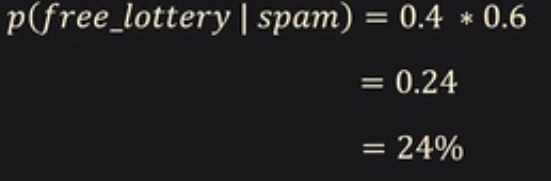 p(free_lottery | spam) = 0.4 * 0.6
= 0.24
= 24%